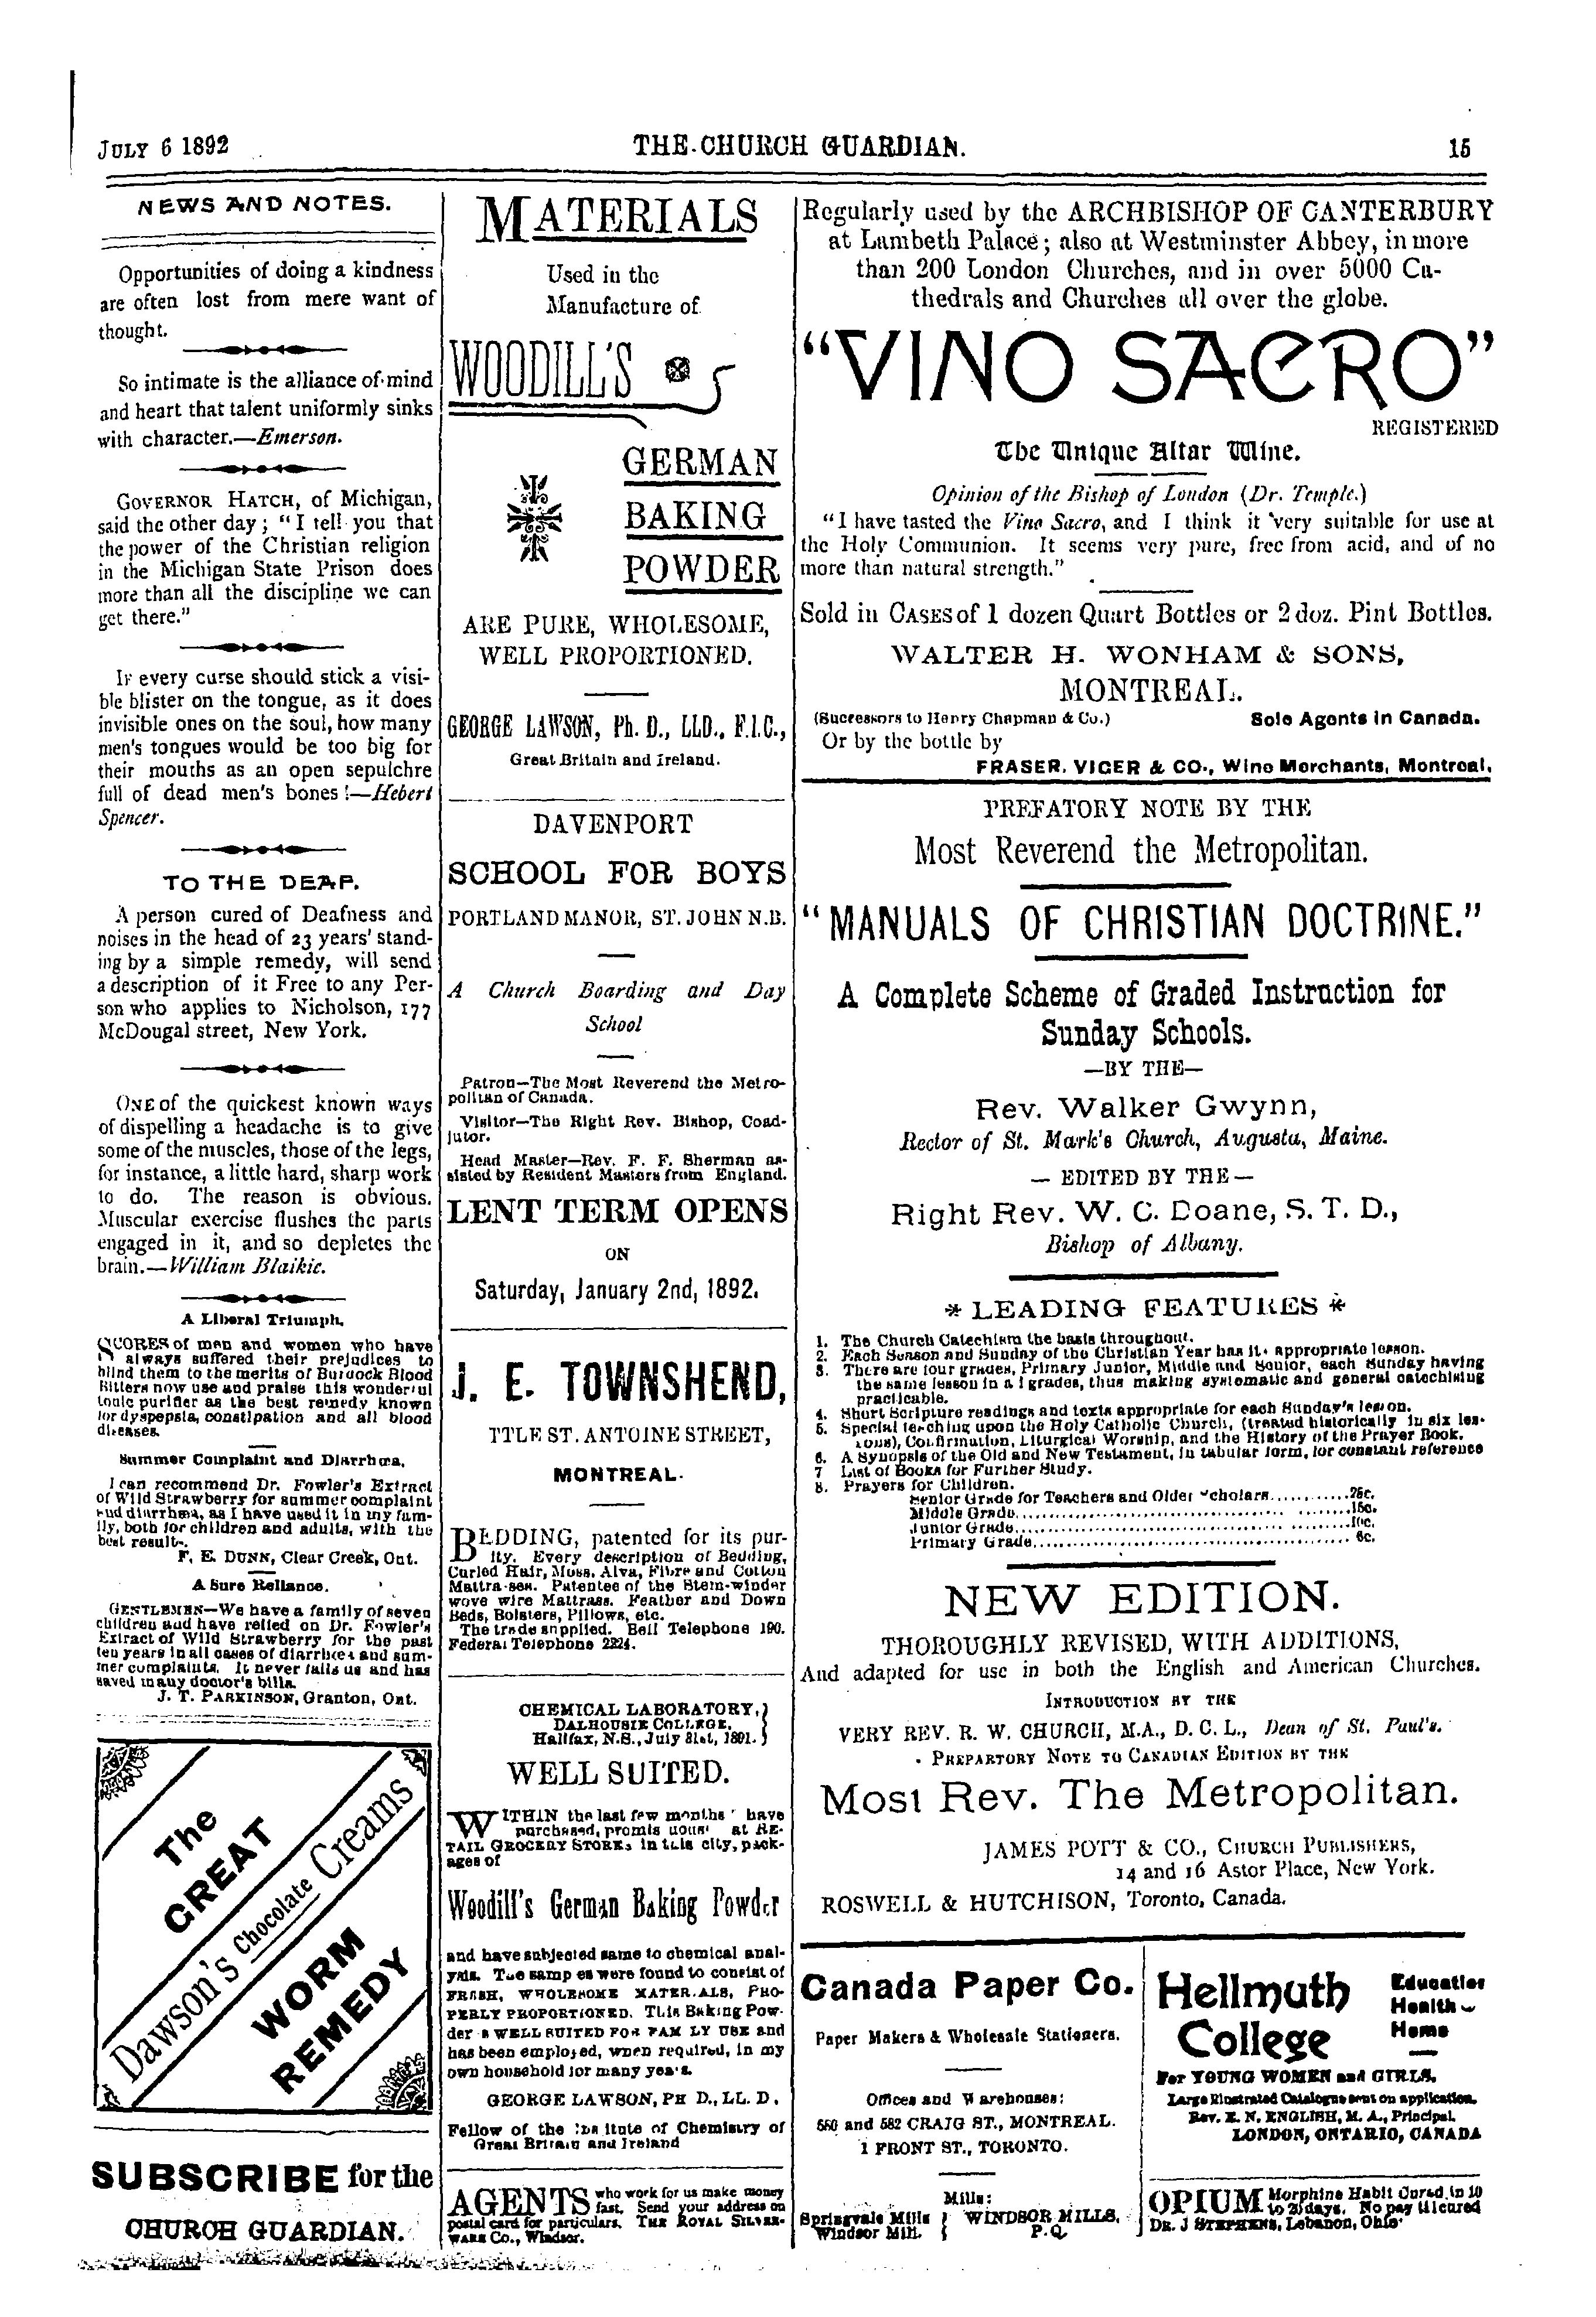 JULY 6 1892
THE CHURCH GUARDIAN.
15
NEWS AND NOTES.
Opportunities of doing a kindness
are often lost from mere want of
thought.
So intimate is the alliance of mind
and heart that talent uniformly sinks
with character.—Emerson.
GOVERNOR HATCH, of Michigan,
said the other day; "I tell you that
the power of the Christian religion
in the Michigan State Prison does
more than all the discipline we can
get there."
IF every curse should stick a visi-
ble blister on the tongue, as it does
invisible ones on the soul, how many
men's tongues would be too big for
their mouths as an open sepulchre
full of dead men's bones!—Hebert
Spencer.
TO THE DEAF.
A person cured of Deafness and
noises in the head of 23 years' stand-
ing by a simple remedy, will send
a description of it Free to any Per-
son who applies to Nicholson, 177
McDougal street, New York.
ONE of the quickest known ways
of dispelling a headache is to give
some of the muscles, those of the legs,
for instance, a little hard, sharp work
to do. The reason is obvious.
Muscular exercise flushes the parts
engaged in it, and so depletes the
brain.—William Blaikie.
A Liberal Triumph.
SCORES of men and women who have
always suffered their prejudices to
blind them to the merits of Burdock Blood
Bitters now use and praise this wonderful
tonic purifier as the best remedy known
for dyspepsia, constipation and all blood
diseases.
Summer Complaint and Diarrhœa.
I can recommend Dr. Fowler's Extract
of Wild Strawberry for summer complaint
and diarrhœa, as I have used it in my fam-
ily, both for children and adults, with the
best results.
F. E. DUNN, Clear Creek, Ont.
A Sure Reliance.
GENTLEMEN—We have a family of seven
children and have relied on Dr. Fowler's
Extract of Wild Strawberry for the past
ten years in all cases of diarrhœa and sum-
mer complaints. It never fails us and has
saved many doctor's bills.
J. T. PARKINSON, Granton, Ont.
The
GREAT
Dawson's Chocolate Creams
WORM
REMEDY
SUBSCRIBE for the
CHURCH GUARDIAN.
MATERIALS
Used in the
Manufacture of
WOODILL'S
GERMAN
BAKING
POWDER
ARE PURE, WHOLESOME,
WELL PROPORTIONED.
GEORGE LAWSON, Ph. D., LLD., F.I.C.,
Great Britain and Ireland.
DAVENPORT
SCHOOL FOR BOYS
PORTLAND MANOR, ST. JOHN N.B.
A Church Boarding and Day
School
Patron—The Most Reverend the Metro-
politan of Canada.
Visitor—The Right Rev. Bishop, Coad-
jutor.
Head Master—Rev. F. F. Sherman as-
sisted by Resident Masters from England.
LENT TERM OPENS
ON
Saturday, January 2nd, 1892.
J. E. TOWNSHEND,
ITTLE ST. ANTOINE STREET,
MONTREAL.
BEDDING, patented for its pur-
ity. Every description of Bedding,
Curled Hair, Moss, Alva, Fibre and Cotton
Mattrasses. Patentee of the Stem-winder
wove wire Mattrass. Feather and Down
Beds, Bolsters, Pillows, etc.
The trade supplied. Bell Telephone 190.
Federal Telephone 2224.
CHEMICAL LABORATORY,
DALHOUSIE COLLEGE,
Halifax, N.S., July 31st, 1891.
WELL SUITED.
WITHIN the last few months I have
purchased, promiscuously at RE-
TAIL GROCERY STORES in this city, pack-
ages of
Woodill's German Baking Powder
and have subjected same to chemical anal-
ysis. The samples were found to consist of
FRESH, WHOLESOME MATERIALS, PRO-
PERLY PROPORTIONED. This Baking Pow-
der is WELL SUITED FOR FAMILY USE and
has been employed, when required, in my
own household for many years.
GEORGE LAWSON, PH D., LL. D.
Fellow of the Institute of Chemistry of
Great Britain and Ireland
AGENTS who work for us make money
fast. Send your address on
postal card for particulars. THE ROYAL SILVER-
WARE Co., Windsor.
Regularly used by the ARCHBISHOP OF CANTERBURY
at Lambeth Palace; also at Westminster Abbey, in more
than 200 London Churches, and in over 5000 Ca-
thedrals and Churches all over the globe.
"VINO SACRO"
REGISTERED
The Unique Altar Wine.
Opinion of the Bishop of London (Dr. Temple.)
"I have tasted the Vino Sacro, and I think it very suitable for use at
the Holy Communion. It seems very pure, free from acid, and of no
more than natural strength."
Sold in CASES of 1 dozen Quart Bottles or 2 doz. Pint Bottles.
WALTER H. WONHAM & SONS,
MONTREAL.
(Successors to Henry Chapman & Co.) Sole Agents in Canada.
Or by the bottle by
FRASER, VIGER & CO., Wine Merchants, Montreal.
PREFATORY NOTE BY THE
Most Reverend the Metropolitan.
"MANUALS OF CHRISTIAN DOCTRINE."
A Complete Scheme of Graded Instruction for
Sunday Schools.
—BY THE—
Rev. Walker Gwynn,
Rector of St. Mark's Church, Augusta, Maine.
— EDITED BY THE —
Right Rev. W. C. Doane, S. T. D.,
Bishop of Albany.
* LEADING FEATURES *
1. The Church Catechism the basis throughout.
2. Each Season and Sunday of the Christian Year has its appropriate lesson.
3. There are four grades, Primary Junior, Middle and Senior, each Sunday having
the same lesson in all grades, thus making systematic and general catechising
practicable.
4. Short Scripture readings and texts appropriate for each Sunday's lesson.
5. Special teaching upon the Holy Catholic Church, (treated historically in six les-
sons), Confirmation, Liturgical Worship, and the History of the Prayer Book.
6. A Synopsis of the Old and New Testament, in tabular form, for constant reference
7 List of Books for Further Study.
8. Prayers for Children.
Senior Grade for Teachers and Older Scholars............25c.
Middle Grade............15c.
Junior Grade............10c.
Primary Grade............6c.
NEW EDITION.
THOROUGHLY REVISED, WITH ADDITIONS,
And adapted for use in both the English and American Churches.
INTRODUCTION BY THE
VERY REV. R. W. CHURCH, M.A., D. C. L., Dean of St. Paul's.
PREPARTORY NOTE TO CANADIAN EDITION BY THE
Most Rev. The Metropolitan.
JAMES POTT & CO., CHURCH PUBLISHERS,
14 and 16 Astor Place, New York.
ROSWELL & HUTCHISON, Toronto, Canada.
Canada Paper Co.
Paper Makers & Wholesale Stationers.
Offices and Warehouses:
580 and 582 CRAIG ST., MONTREAL.
1 FRONT ST., TORONTO.
Mills:
Springvale Mills
Windsor Mill.
WINDSOR MILLS,
P.Q.
Hellmuth
College
Education
Health
Home
For YOUNG WOMEN and GIRLS.
Large Illustrated Catalogue sent on application.
Rev. E. N. ENGLISH, M. A., Principal.
LONDON, ONTARIO, CANADA
OPIUM Morphine Habit Cured in 10
to 20 days. No pay till cured
DR. J STEPHENS, Lebanon, Ohio